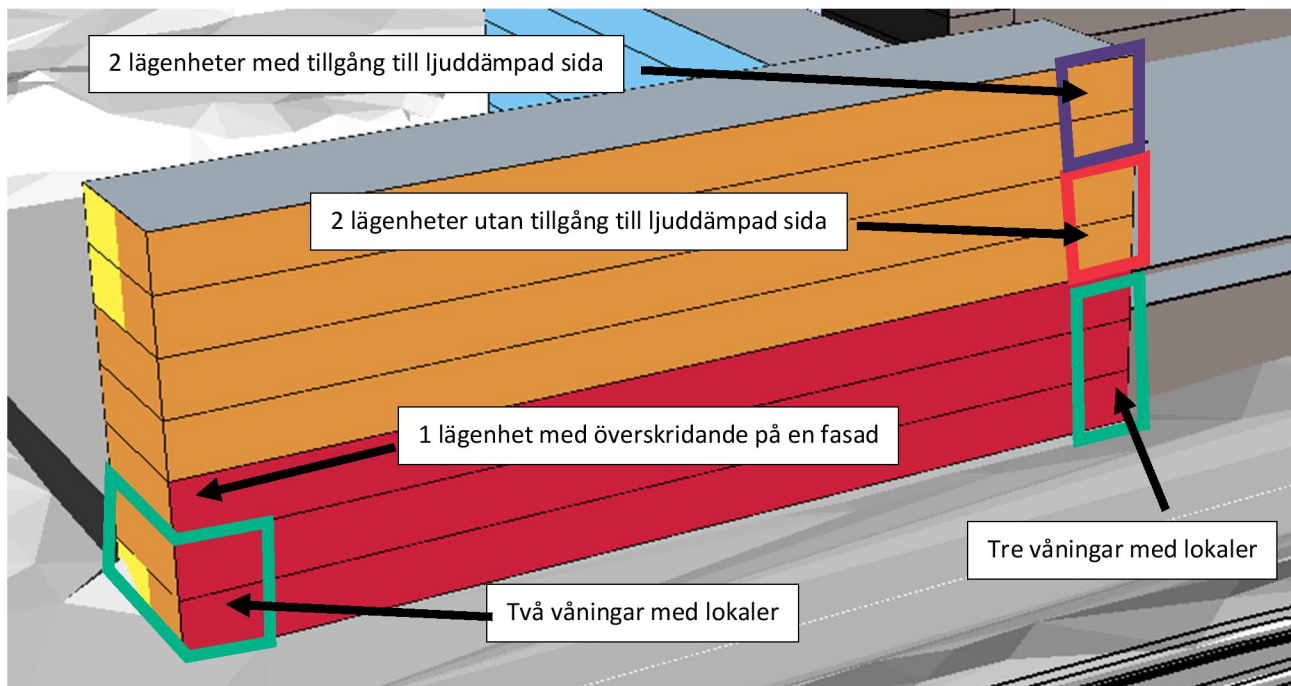 2 lägenheter med tillgång till ljuddämpad sida
2 lägenheter utan tillgång till ljuddämpad sida
1 lägenhet med överskridande på en fasad
Tre våningar med lokaler
Två våningar med lokaler